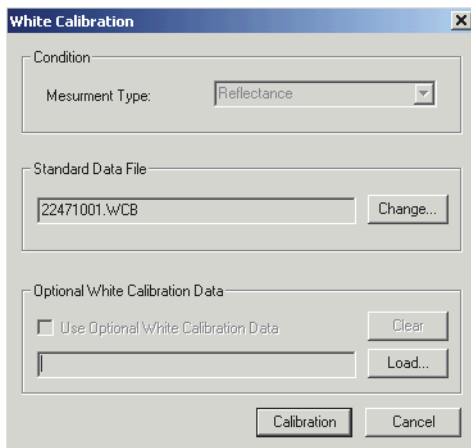 White Calibration
Condition
Mesurment Type: Reflectance
Standard Data File
22471001.WCB Change...
Optional White Calibration Data
Use Optional White Calibration Data Clear
Load...
Calibration Cancel